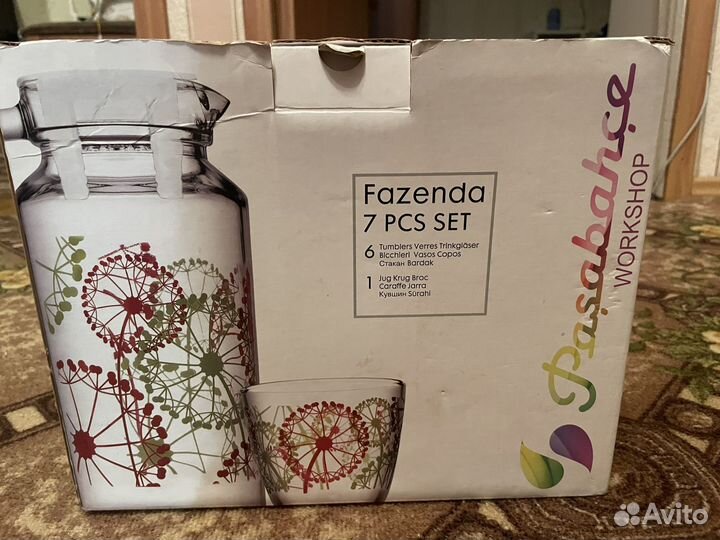 Fazenda
7 PCS SET
6 Tumblers Verres Trinkgläser
Bicchieri Vasos Copos
Стакан Bardak
1 Jug Krug Broc
Caraffe Jarra
Кувшин Sürahi
Paşabahçe
WORKSHOP
Avito